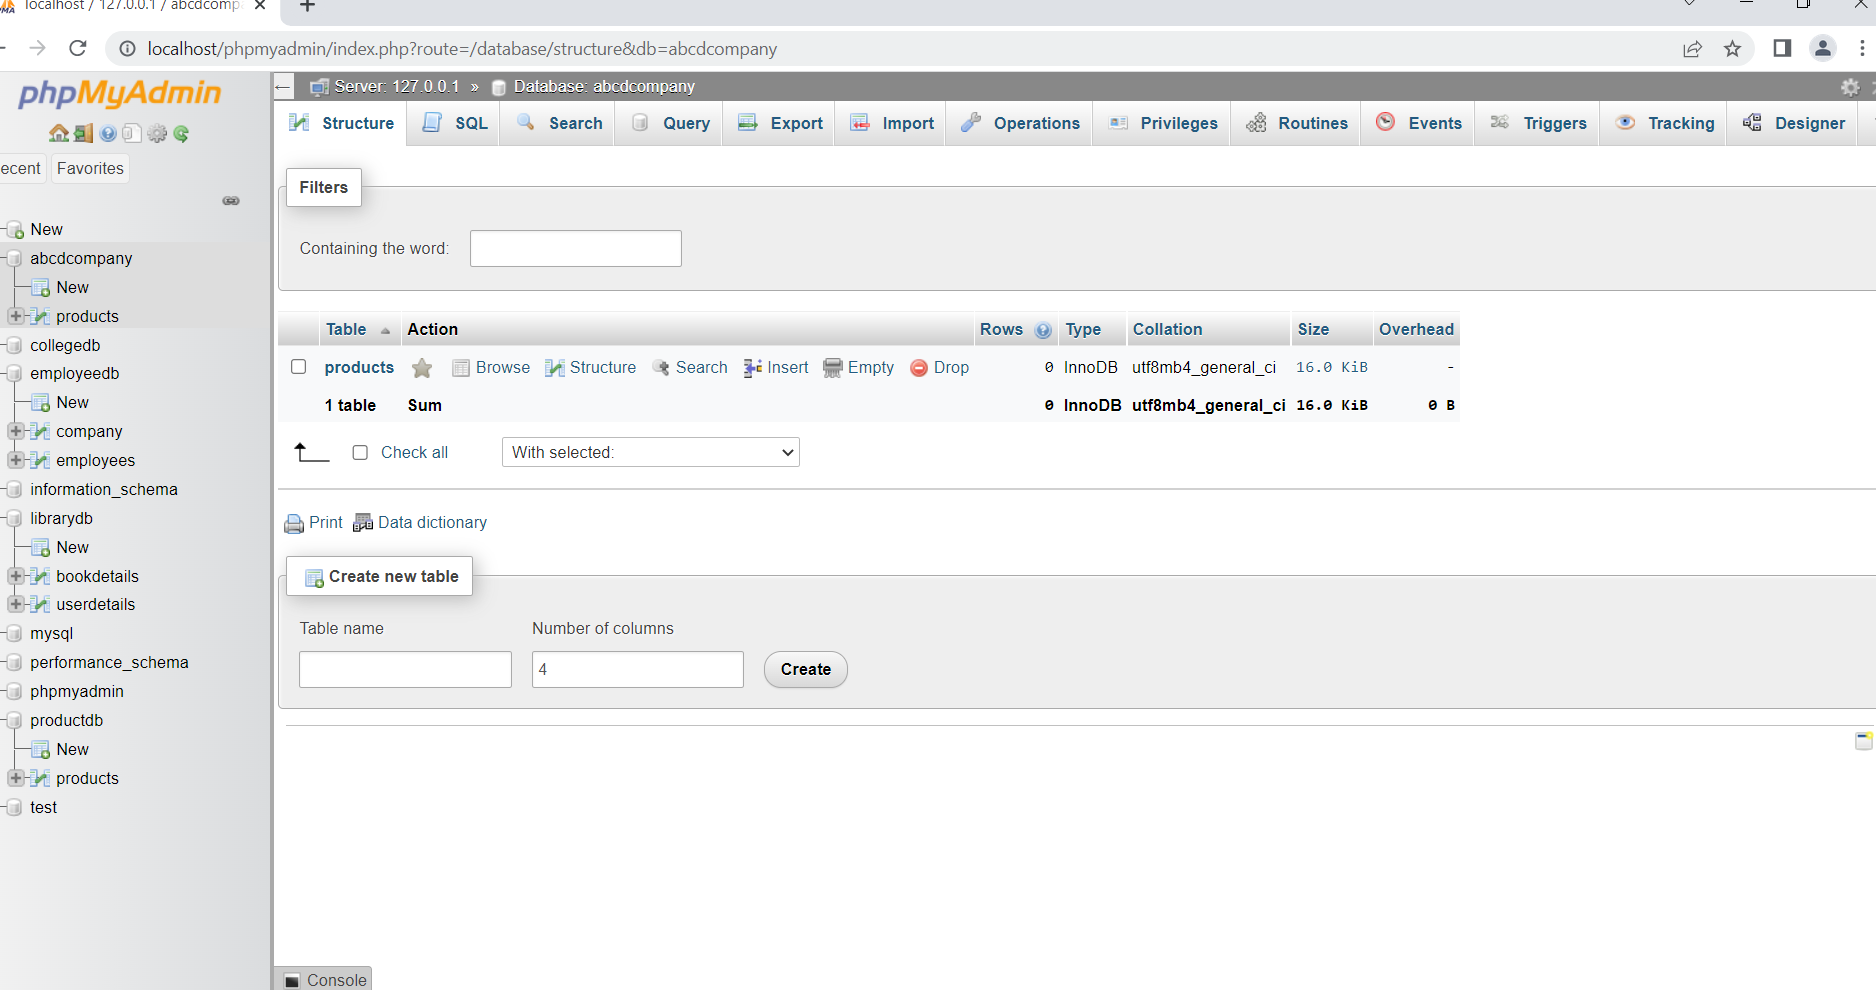 localhost / 127.0.0.1 / abcdcomp
localhost/phpmyadmin/index.php?route=/database/structure&db=abcdcompany
phpMyAdmin
ecent Favorites
New
abcdcompany
New
products
collegedb
employeedb
New
company
employees
information_schema
librarydb
New
bookdetails
userdetails
mysql
performance_schema
phpmyadmin
productdb
New
products
test
Server: 127.0.0.1 » Database: abcdcompany
Structure SQL Search Query Export Import Operations Privileges Routines Events Triggers Tracking Designer
Filters
Containing the word:
Table Action Rows Type Collation Size Overhead
products Browse Structure Search Insert Empty Drop 0 InnoDB utf8mb4_general_ci 16.0 KiB -
1 table Sum 0 InnoDB utf8mb4_general_ci 16.0 KiB 0 B
Check all With selected:
Print Data dictionary
Create new table
Table name Number of columns
4 Create
Console